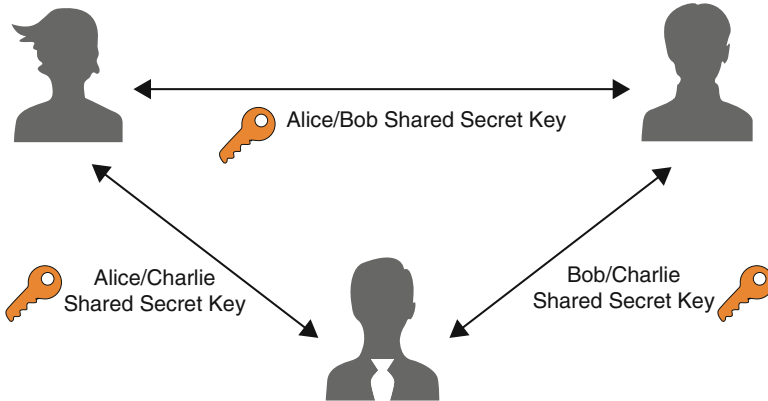 Alice/Bob Shared Secret Key
Alice/Charlie
Shared Secret Key
Bob/Charlie
Shared Secret Key